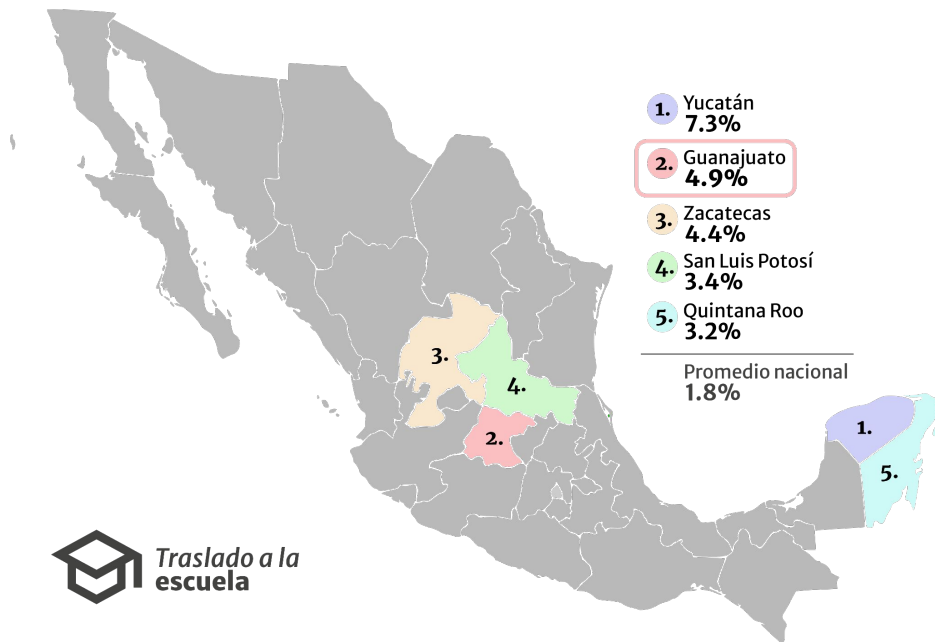 1. Yucatán
7.3%
2. Guanajuato
4.9%
3. Zacatecas
4.4%
4. San Luis Potosí
3.4%
5. Quintana Roo
3.2%
Promedio nacional
1.8%
3.
4.
2.
1.
5.
Traslado a la
escuela